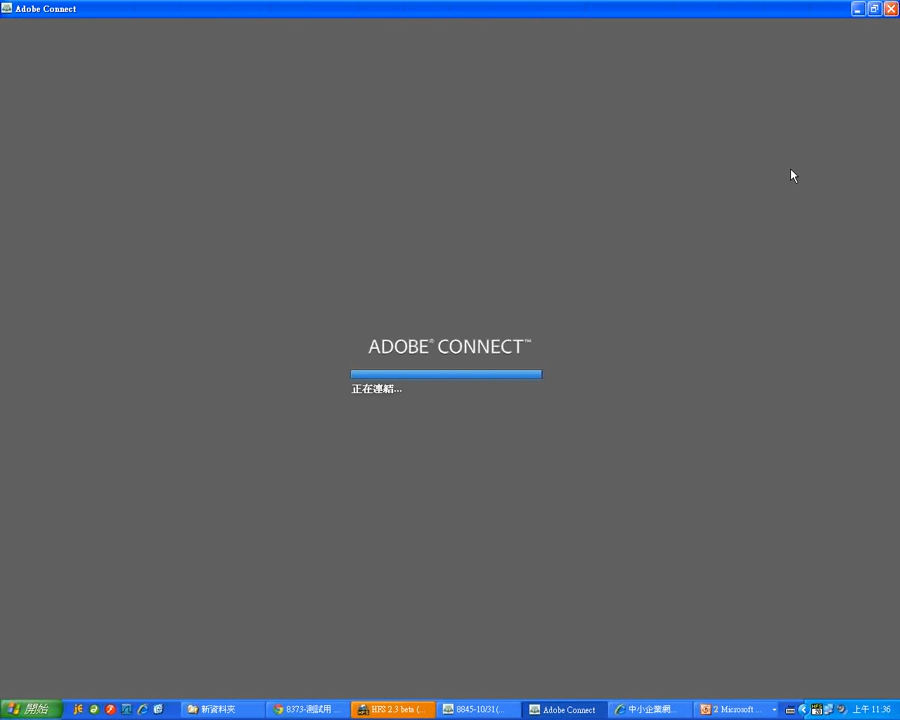 Adobe Connect
ADOBE® CONNECT™
正在連結...
開始
新資料夾
8373-測試用 ...
HFS 2.3 beta (...
8845-10/31(...
Adobe Connect
中小企業網...
2 Microsoft ...
上午 11:36